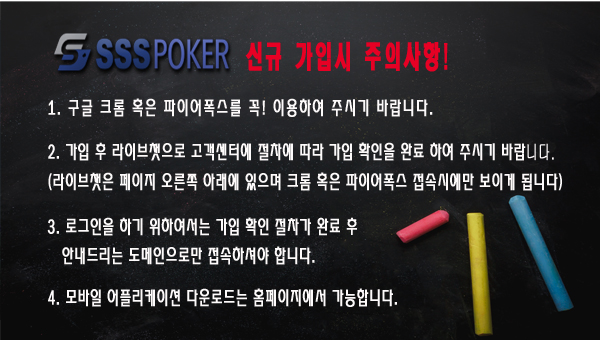 SSSPOKER 신규 가입시 주의사항!
1. 구글 크롬 혹은 파이어폭스를 꼭! 이용하여 주시기 바랍니다.
2. 가입 후 라이브챗으로 고객센터에 절차에 따라 가입 확인을 완료 하여 주시기 바랍니다.
(라이브챗은 페이지 오른쪽 아래에 있으며 크롬 혹은 파이어폭스 접속시에만 보이게 됩니다)
3. 로그인을 하기 위하여서는 가입 확인 절차가 완료 후
안내드리는 도메인으로만 접속하셔야 합니다.
4. 모바일 어플리케이션 다운로드는 홈페이지에서 가능합니다.